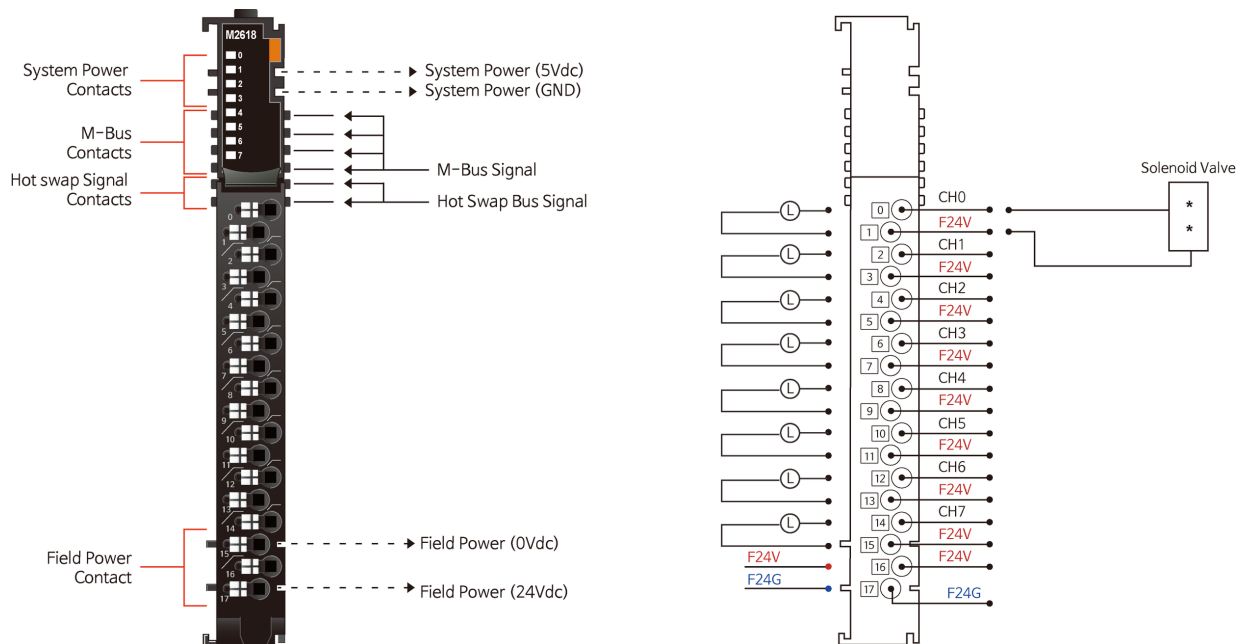 M2618
0
1
2
3
4
5
6
7
System Power
Contacts
M-Bus
Contacts
Hot swap Signal
Contacts
System Power (5Vdc)
System Power (GND)
M-Bus Signal
Hot Swap Bus Signal
0
1
2
3
4
5
6
7
8
9
10
11
12
13
14
15
16
17
Field Power
Contact
Field Power (0Vdc)
Field Power (24Vdc)
L
L
L
L
L
L
L
L
F24V
F24G
0 CH0
1 F24V
2 CH1
3 F24V
4 CH2
5 F24V
6 CH3
7 F24V
8 CH4
9 F24V
10 CH5
11 F24V
12 CH6
13 F24V
14 CH7
15 F24V
16 F24V
17 F24G
Solenoid Valve
*
*